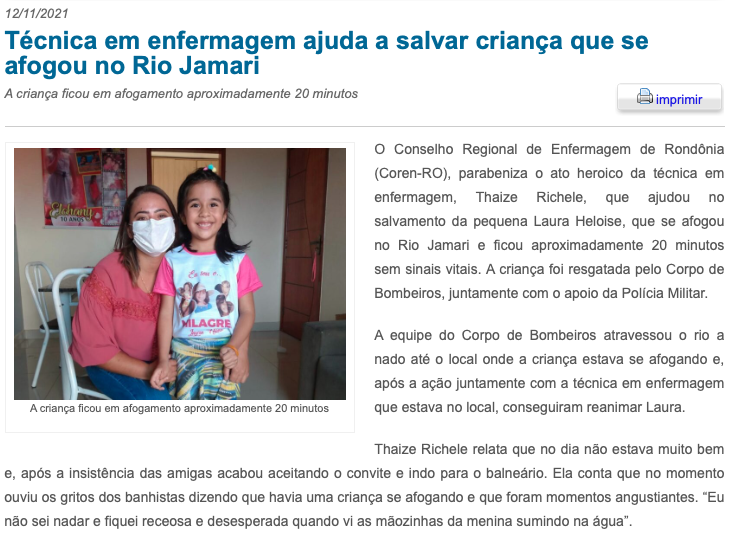 12/11/2021
Técnica em enfermagem ajuda a salvar criança que se
afogou no Rio Jamari
A criança ficou em afogamento aproximadamente 20 minutos
imprimir
10 ANOS
MILAGRE
A criança ficou em afogamento aproximadamente 20 minutos
O Conselho Regional de Enfermagem de Rondônia
(Coren-RO), parabeniza o ato heroico da técnica em
enfermagem, Thaize Richele, que ajudou no
salvamento da pequena Laura Heloise, que se afogou
no Rio Jamari e ficou aproximadamente 20 minutos
sem sinais vitais. A criança foi resgatada pelo Corpo de
Bombeiros, juntamente com o apoio da Polícia Militar.
A equipe do Corpo de Bombeiros atravessou o rio a
nado até o local onde a criança estava se afogando e,
após a ação juntamente com a técnica em enfermagem
que estava no local, conseguiram reanimar Laura.
Thaize Richele relata que no dia não estava muito bem
e, após a insistência das amigas acabou aceitando o convite e indo para o balneário. Ela conta que no momento
ouviu os gritos dos banhistas dizendo que havia uma criança se afogando e que foram momentos angustiantes. “Eu
não sei nadar e fiquei receosa e desesperada quando vi as mãozinhas da menina sumindo na água”.